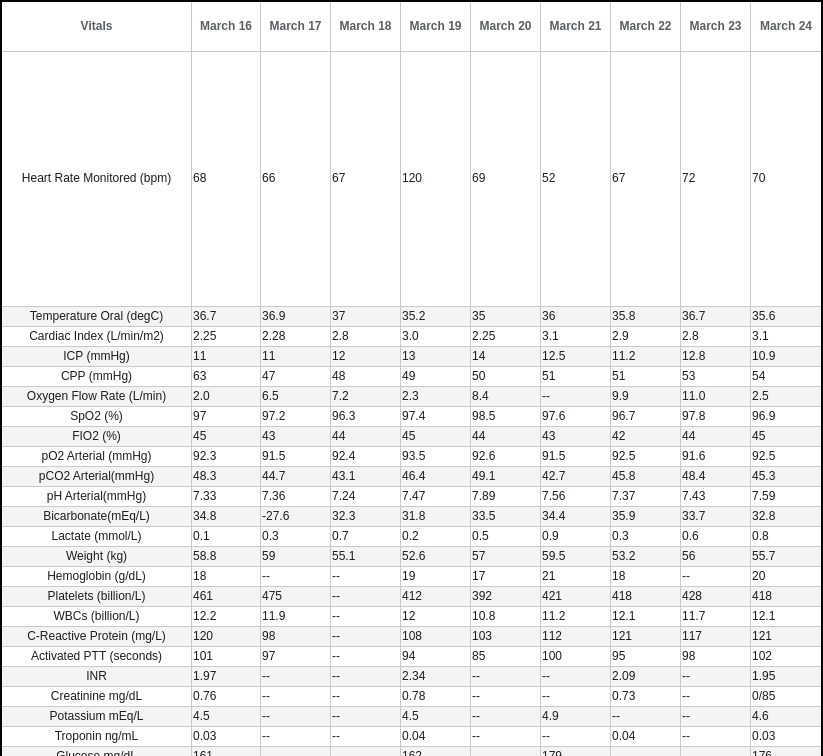 Vitals March 16 March 17 March 18 March 19 March 20 March 21 March 22 March 23 March 24
Heart Rate Monitored (bpm) 68 66 67 120 69 52 67 72 70
Temperature Oral (degC) 36.7 36.9 37 35.2 35 36 35.8 36.7 35.6
Cardiac Index (L/min/m2) 2.25 2.28 2.8 3.0 2.25 3.1 2.9 2.8 3.1
ICP (mmHg) 11 11 12 13 14 12.5 11.2 12.8 10.9
CPP (mmHg) 63 47 48 49 50 51 51 53 54
Oxygen Flow Rate (L/min) 2.0 6.5 7.2 2.3 8.4 -- 9.9 11.0 2.5
SpO2 (%) 97 97.2 96.3 97.4 98.5 97.6 96.7 97.8 96.9
FIO2 (%) 45 43 44 45 44 43 42 44 45
pO2 Arterial (mmHg) 92.3 91.5 92.4 93.5 92.6 91.5 92.5 91.6 92.5
pCO2 Arterial(mmHg) 48.3 44.7 43.1 46.4 49.1 42.7 45.8 48.4 45.3
pH Arterial(mmHg) 7.33 7.36 7.24 7.47 7.89 7.56 7.37 7.43 7.59
Bicarbonate(mEq/L) 34.8 -27.6 32.3 31.8 33.5 34.4 35.9 33.7 32.8
Lactate (mmol/L) 0.1 0.3 0.7 0.2 0.5 0.9 0.3 0.6 0.8
Weight (kg) 58.8 59 55.1 52.6 57 59.5 53.2 56 55.7
Hemoglobin (g/dL) 18 -- -- 19 17 21 18 -- 20
Platelets (billion/L) 461 475 -- 412 392 421 418 428 418
WBCs (billion/L) 12.2 11.9 -- 12 10.8 11.2 12.1 11.7 12.1
C-Reactive Protein (mg/L) 120 98 -- 108 103 112 121 117 121
Activated PTT (seconds) 101 97 -- 94 85 100 95 98 102
INR 1.97 -- -- 2.34 -- -- 2.09 -- 1.95
Creatinine mg/dL 0.76 -- -- 0.78 -- -- 0.73 -- 0/85
Potassium mEq/L 4.5 -- -- 4.5 -- 4.9 -- -- 4.6
Troponin ng/mL 0.03 -- -- 0.04 -- -- 0.04 -- 0.03
Glucose mg/dL 161 -- -- 162 -- 179 -- -- 176